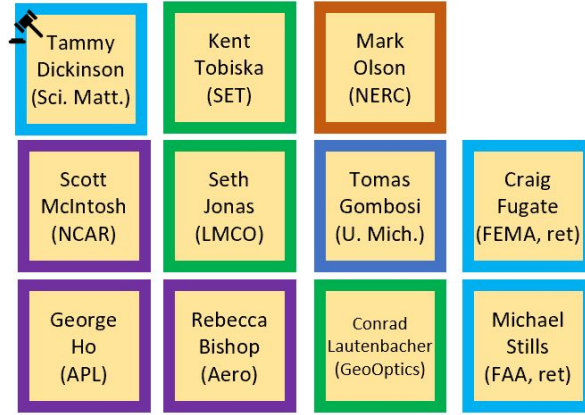 Tammy
Dickinson
(Sci. Matt.)
Kent
Tobiska
(SET)
Mark
Olson
(NERC)
Scott
McIntosh
(NCAR)
Seth
Jonas
(LMCO)
Tomas
Gombosi
(U. Mich.)
Craig
Fugate
(FEMA, ret)
George
Ho
(APL)
Rebecca
Bishop
(Aero)
Conrad
Lautenbacher
(GeoOptics)
Michael
Stills
(FAA, ret)